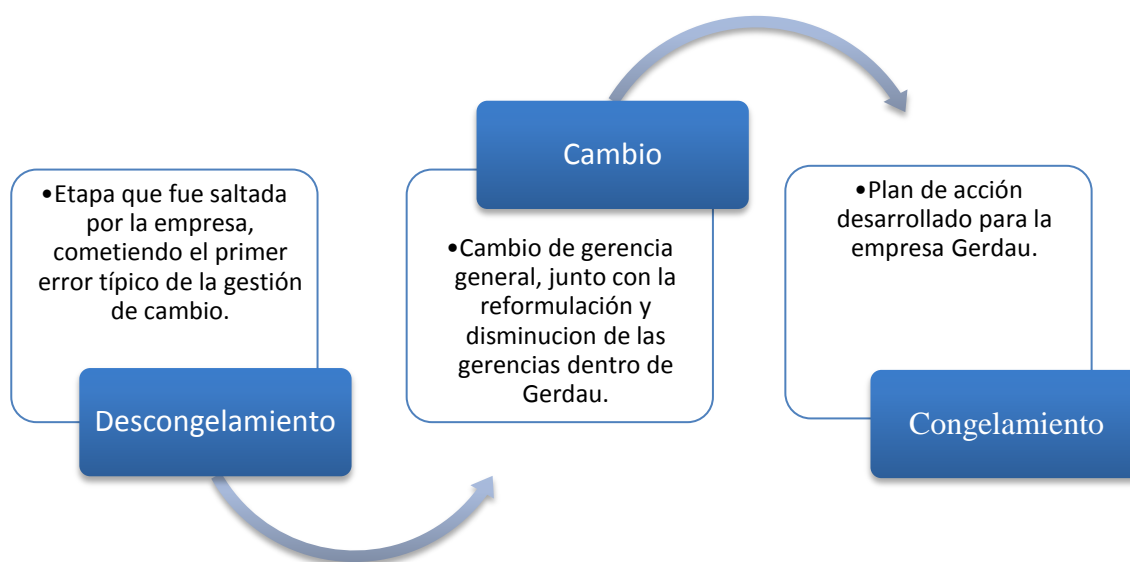 •Etapa que fue saltada
por la empresa,
cometiendo el primer
error típico de la gestión
de cambio.
Descongelamiento
Cambio
•Cambio de gerencia
general, junto con la
reformulación y
disminucion de las
gerencias dentro de
Gerdau.
•Plan de acción
desarrollado para la
empresa Gerdau.
Congelamiento